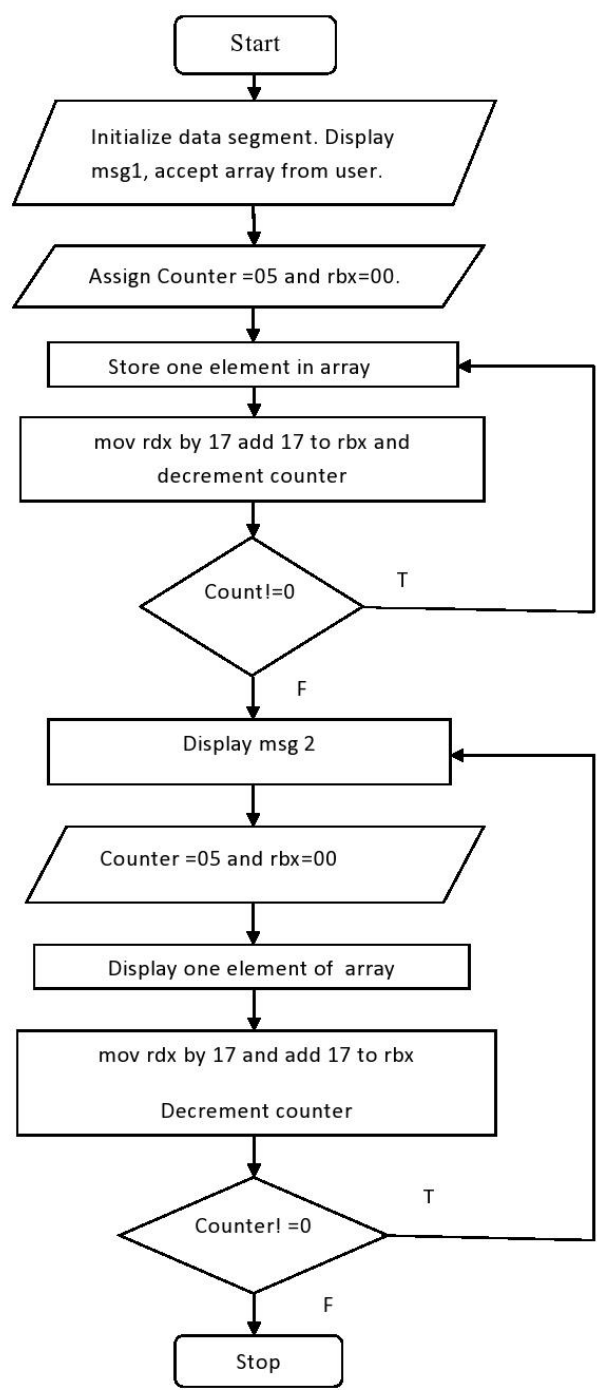 Start
Initialize data segment. Display
msg1, accept array from user.
Assign Counter =05 and rbx=00.
Store one element in array
mov rdx by 17 add 17 to rbx and
decrement counter
Count!=0
T
F
Display msg 2
Counter =05 and rbx=00
Display one element of array
mov rdx by 17 and add 17 to rbx
Decrement counter
T
Counter! =0
F
Stop